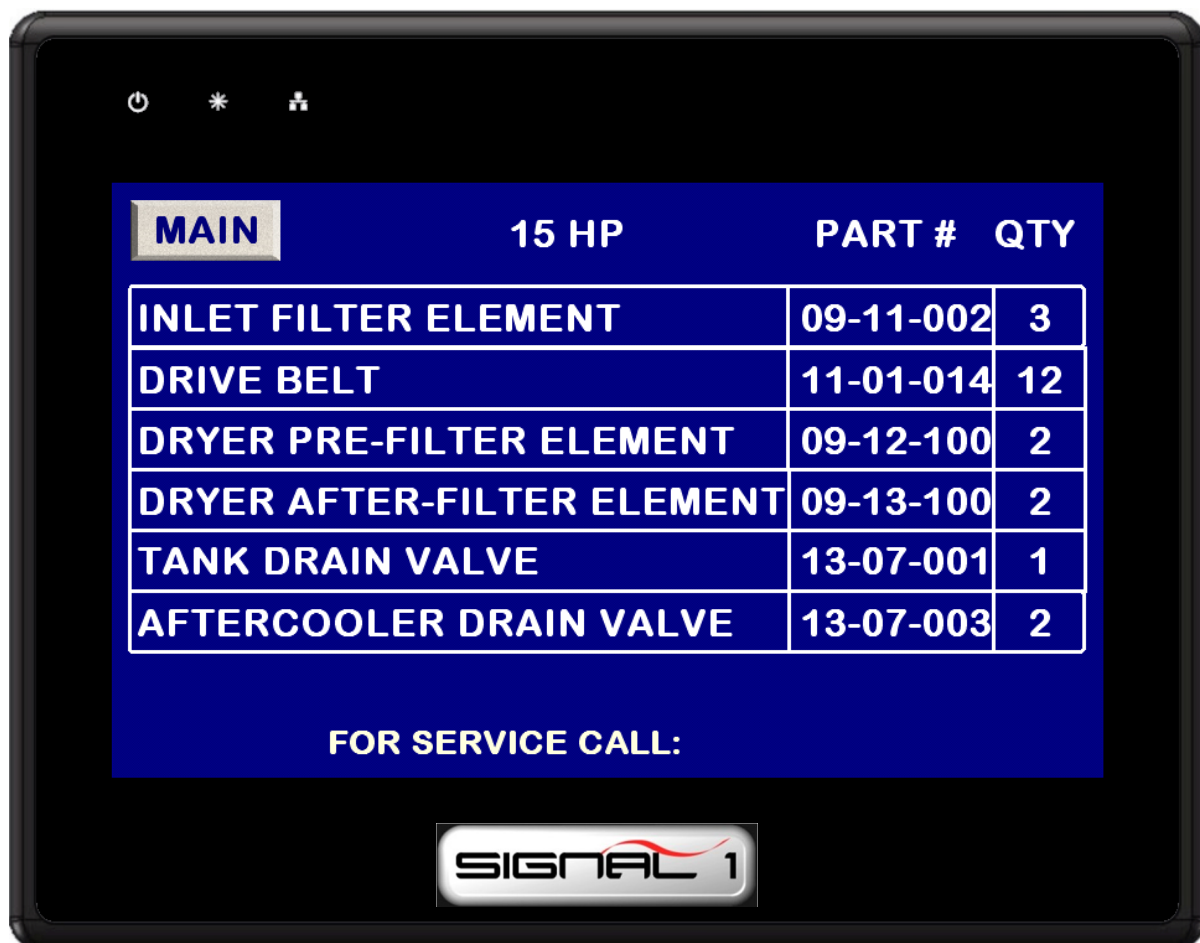 MAIN 15 HP PART # QTY
INLET FILTER ELEMENT 09-11-002 3
DRIVE BELT 11-01-014 12
DRYER PRE-FILTER ELEMENT 09-12-100 2
DRYER AFTER-FILTER ELEMENT 09-13-100 2
TANK DRAIN VALVE 13-07-001 1
AFTERCOOLER DRAIN VALVE 13-07-003 2
FOR SERVICE CALL:
SIGNAL 1